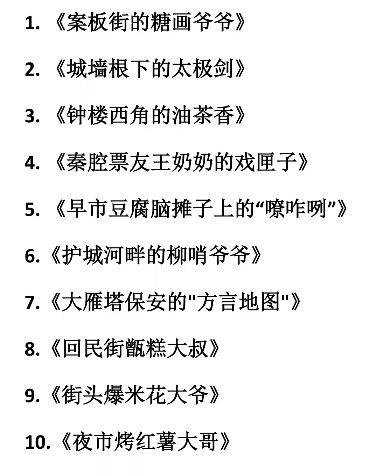 1. 《案板街的糖画爷爷》
2. 《城墙根下的太极剑》
3. 《钟楼西角的油茶香》
4. 《秦腔票友王奶奶的戏匣子》
5. 《早市豆腐脑摊子上的“嘹咋咧”》
6.《护城河畔的柳哨爷爷》
7. 《大雁塔保安的"方言地图"》
8. 《回民街甑糕大叔》
9. 《街头爆米花大爷》
10. 《夜市烤红薯大哥》